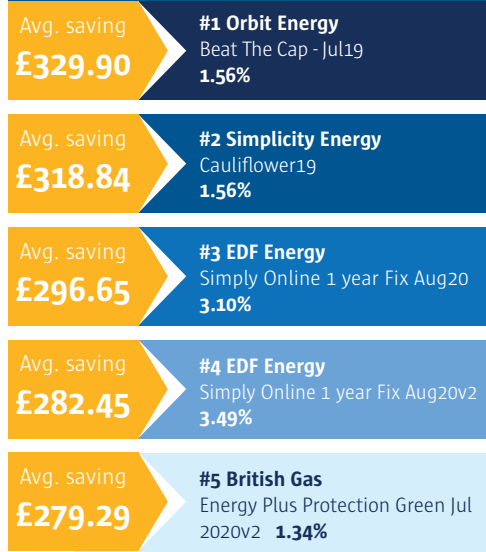 Avg. saving
£329.90
#1 Orbit Energy
Beat The Cap - Jul19
1.56%
Avg. saving
£318.84
#2 Simplicity Energy
Cauliflower19
1.56%
Avg. saving
£296.65
#3 EDF Energy
Simply Online 1 year Fix Aug20
3.10%
Avg. saving
£282.45
#4 EDF Energy
Simply Online 1 year Fix Aug20v2
3.49%
Avg. saving
£279.29
#5 British Gas
Energy Plus Protection Green Jul
2020v2 1.34%